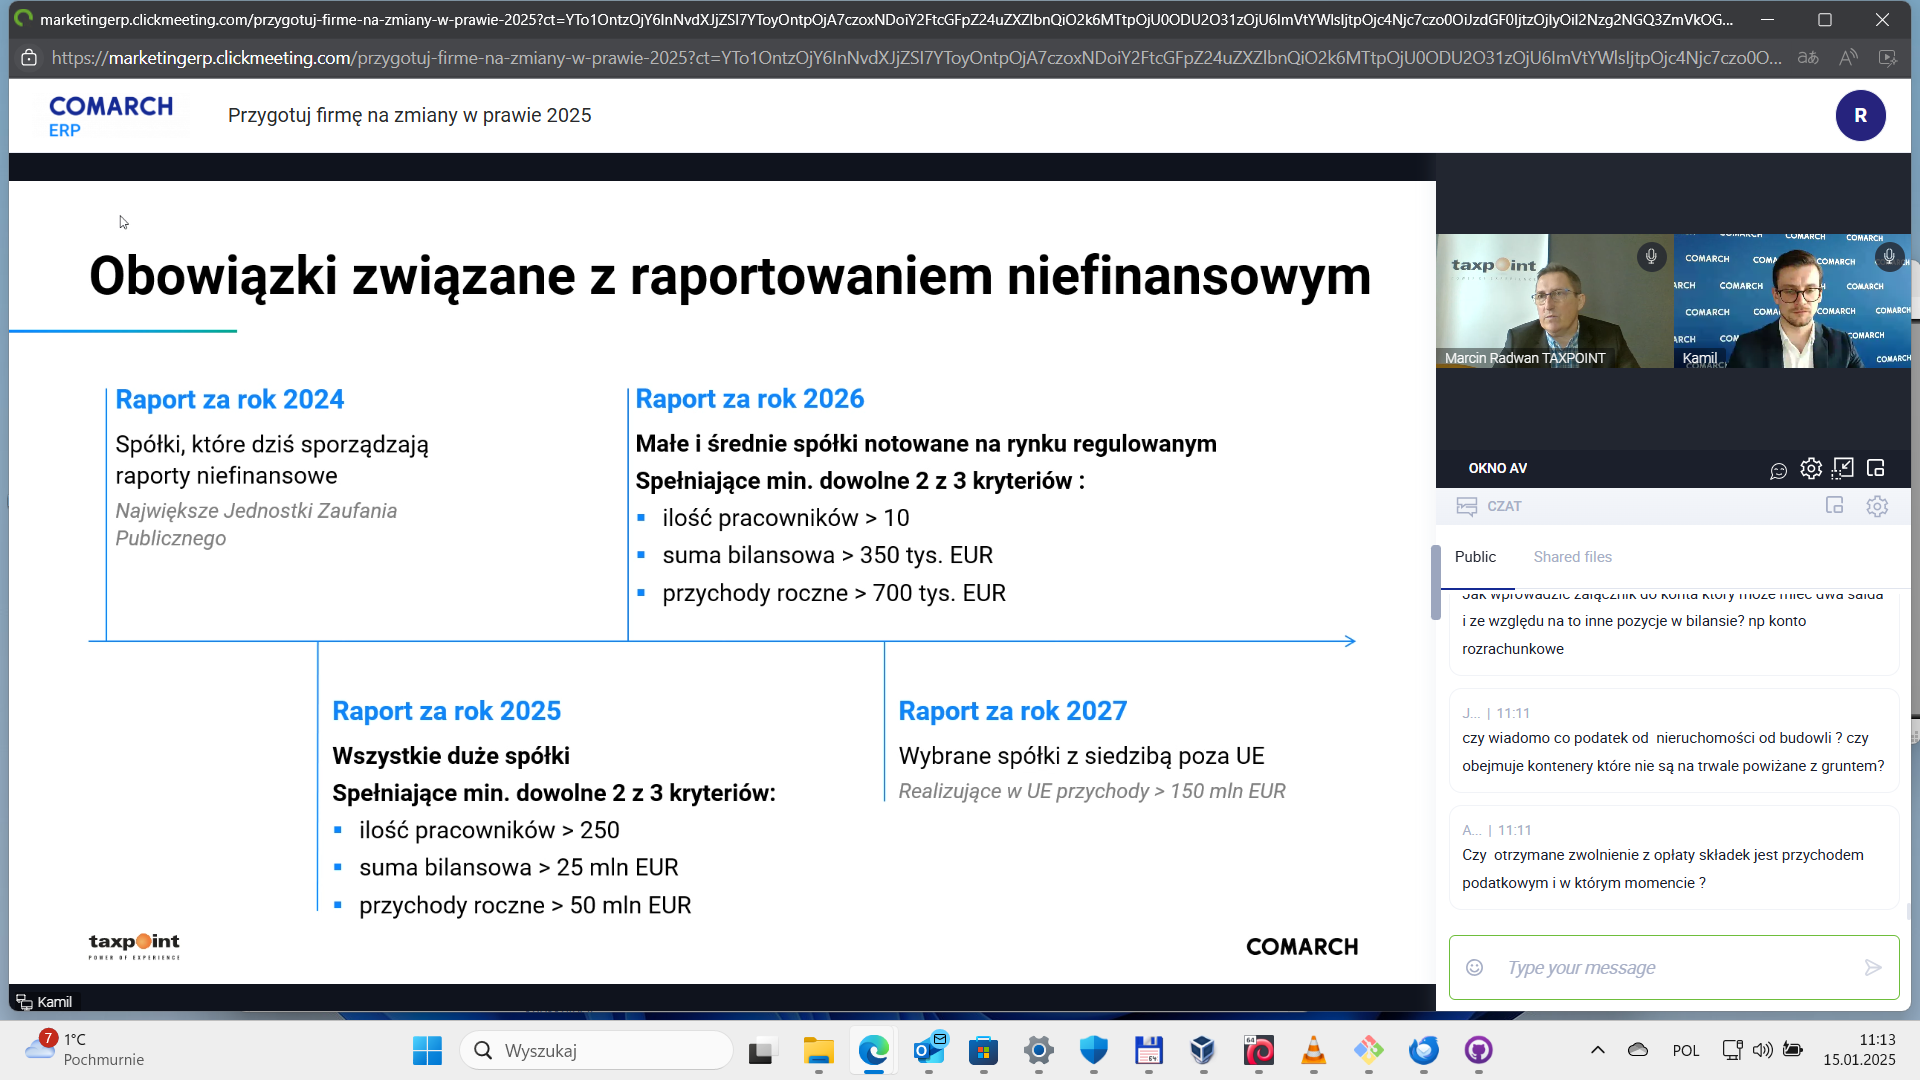 marketingerp.clickmeeting.com/przygotuj-firme-na-zmiany-w-prawie-2025?ct=YTo1OntzOjY6InNvdXJjZSI7YToyOntpOjA7czoxNDoiY2FtcGFpZ24uZXZlbnQiO2k6MTtpOjU0ODU2O31zOjU6ImVtYWlsIjtpOjc4Njc7czo0OiJzdGF0IjtzOjIyOiI2Nzg2NGQ3ZmVkOG...
https://marketingerp.clickmeeting.com/przygotuj-firme-na-zmiany-w-prawie-2025?ct=YTo1OntzOjY6InNvdXJjZSI7YToyOntpOjA7czoxNDoiY2FtcGFpZ24uZXZlbnQiO2k6MTtpOjU0ODU2O31zOjU6ImVtYWlsIjtpOjc4Njc7czo0O...
COMARCH
ERP
Przygotuj firmę na zmiany w prawie 2025
R
Obowiązki związane z raportowaniem niefinansowym
Raport za rok 2024
Spółki, które dziś sporządzają
raporty niefinansowe
Największe Jednostki Zaufania
Publicznego
Raport za rok 2026
Małe i średnie spółki notowane na rynku regulowanym
Spełniające min. dowolne 2 z 3 kryteriów :
▪ ilość pracowników > 10
▪ suma bilansowa > 350 tys. EUR
▪ przychody roczne > 700 tys. EUR
Raport za rok 2025
Wszystkie duże spółki
Spełniające min. dowolne 2 z 3 kryteriów:
▪ ilość pracowników > 250
▪ suma bilansowa > 25 mln EUR
▪ przychody roczne > 50 mln EUR
Raport za rok 2027
Wybrane spółki z siedzibą poza UE
Realizujące w UE przychody > 150 mln EUR
taxpoint
POWER OF EXPERIENCE
COMARCH
Kamil
taxpoint
Marcin Radwan TAXPOINT
COMARCH
Kamil
OKNO AV
CZAT
Public
Shared files
Jak wprowadzić załącznik do konta który może mieć dwa salda
i ze względu na to inne pozycje w bilansie? np konto
rozrachunkowe
J... | 11:11
czy wiadomo co podatek od nieruchomości od budowli ? czy
obejmuje kontenery które nie są na trwale powiżane z gruntem?
A... | 11:11
Czy otrzymane zwolnienie z opłaty składek jest przychodem
podatkowym i w którym momencie ?
Type your message
7
1°C
Pochmurnie
Wyszukaj
64
64
POL
11:13
15.01.2025